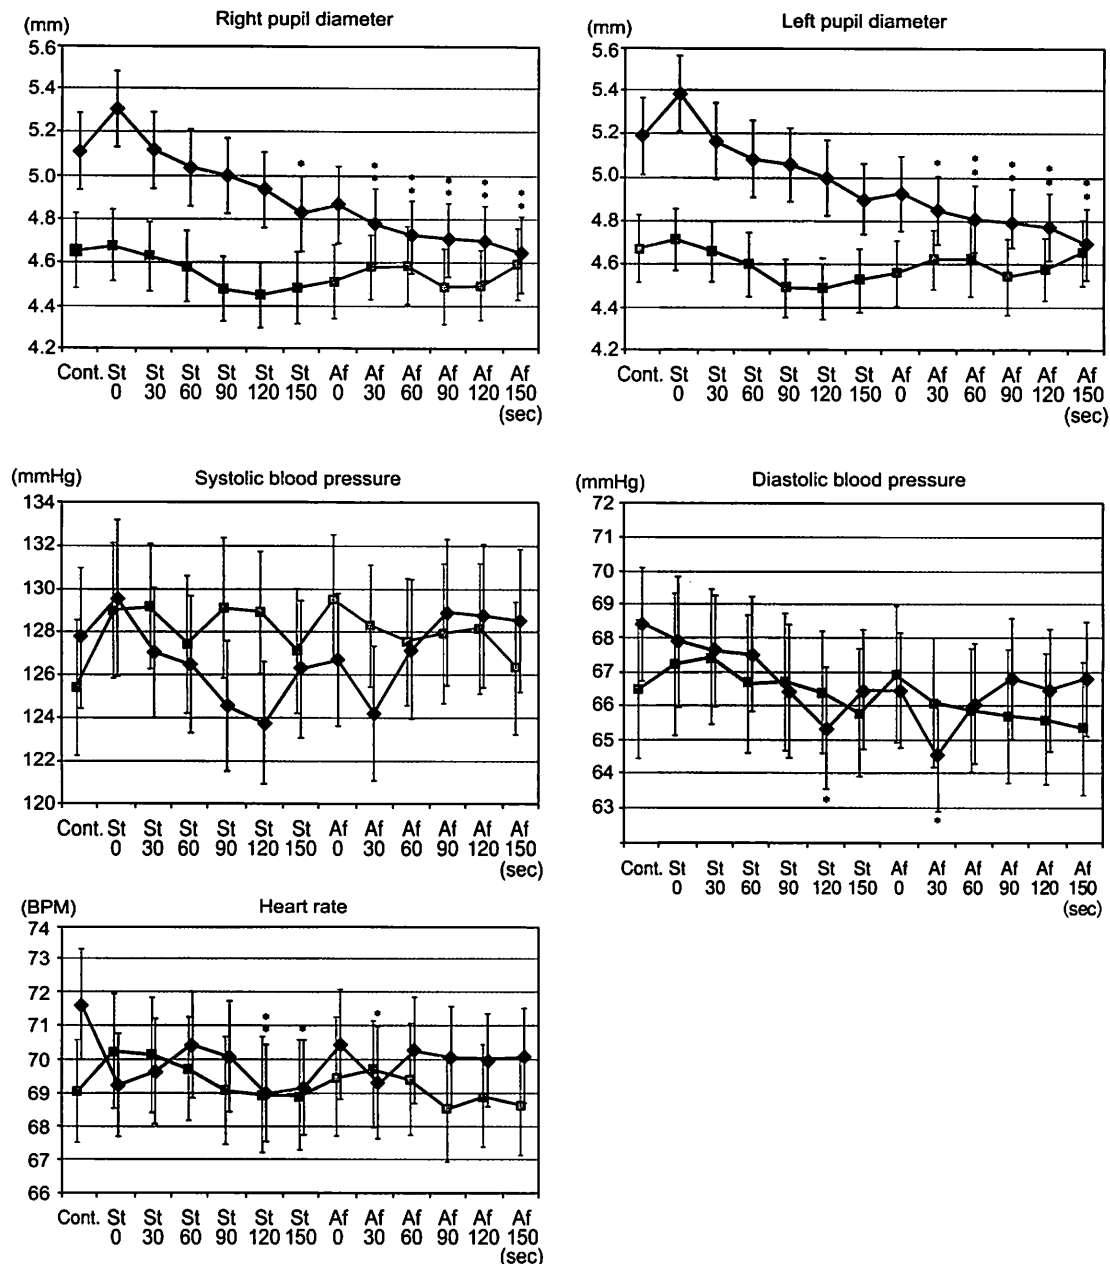 Right pupil diameter
(mm)
5.6
5.4
5.2
5.0
4.8
4.6
4.4
4.2
* * * * * * * * * * *
Cont. St St St St St St Af Af Af Af Af Af
0 30 60 90 120 150 0 30 60 90 120 150
(sec)
Left pupil diameter
(mm)
5.6
5.4
5.2
5.0
4.8
4.6
4.4
4.2
* * * * * * * * *
Cont. St St St St St St Af Af Af Af Af Af
0 30 60 90 120 150 0 30 60 90 120 150
(sec)
Systolic blood pressure
(mmHg)
134
132
130
128
126
124
122
120
Cont. St St St St St St Af Af Af Af Af Af
0 30 60 90 120 150 0 30 60 90 120 150
(sec)
Diastolic blood pressure
(mmHg)
72
71
70
69
68
67
66
65
64
63
* *
Cont. St St St St St St Af Af Af Af Af Af
0 30 60 90 120 150 0 30 60 90 120 150
(sec)
Heart rate
(BPM)
74
73
72
71
70
69
68
67
66
* * * *
Cont. St St St St St St Af Af Af Af Af Af
0 30 60 90 120 150 0 30 60 90 120 150
(sec)